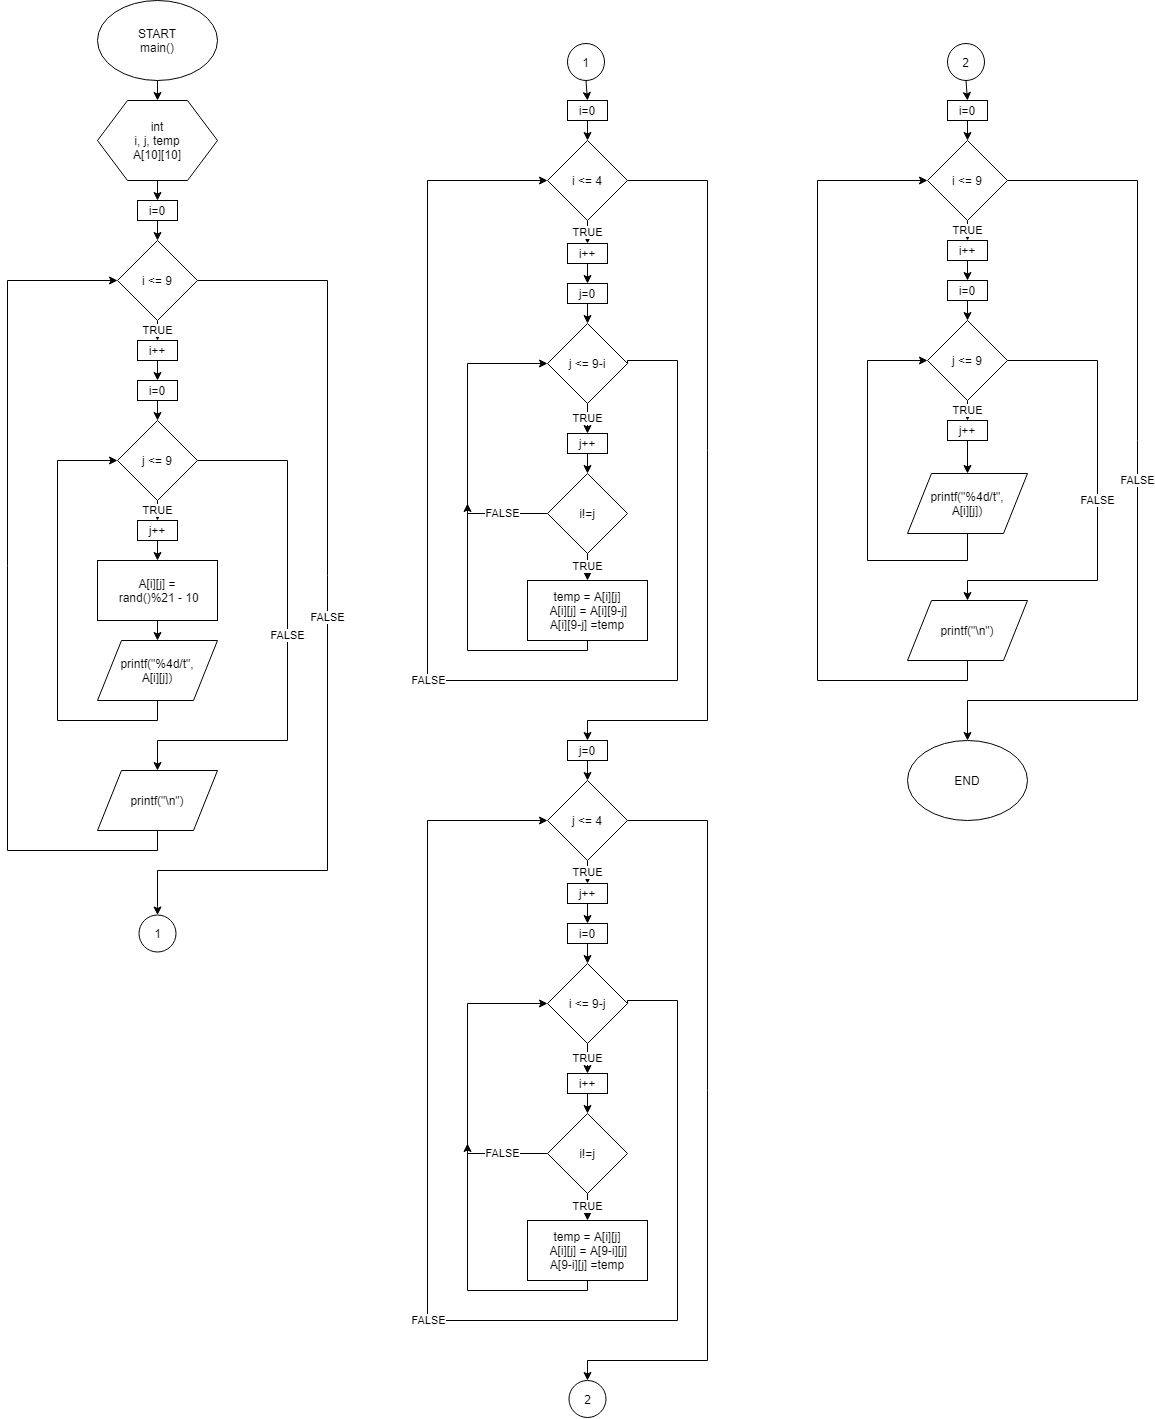 START
main()
int
i, j, temp
A[10][10]
i=0
i <= 9
TRUE
i++
i=0
j <= 9
TRUE
j++
A[i][j] =
rand()%21 - 10
printf("%4d/t",
A[i][j])
FALSE
FALSE
printf("\n")
1
1
i=0
i <= 4
TRUE
i++
j=0
j <= 9-i
TRUE
j++
i!=j
FALSE
TRUE
temp = A[i][j]
A[i][j] = A[i][9-j]
A[i][9-j] =temp
FALSE
j=0
j <= 4
TRUE
j++
i=0
i <= 9-j
TRUE
i++
i!=j
FALSE
TRUE
temp = A[i][j]
A[i][j] = A[9-i][j]
A[9-i][j] =temp
FALSE
2
2
i=0
i <= 9
TRUE
i++
i=0
j <= 9
TRUE
j++
printf("%4d/t",
A[i][j])
FALSE
FALSE
printf("\n")
END